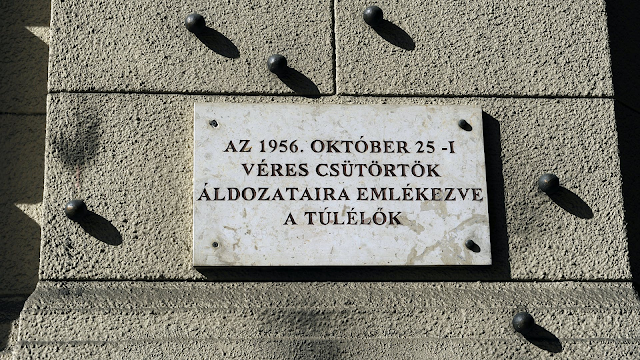 AZ 1956. OKTÓBER 25 -I
VÉRES CSÜTÖRTÖK
ÁLDOZATAIRA EMLÉKEZVE
A TÚLÉLŐK